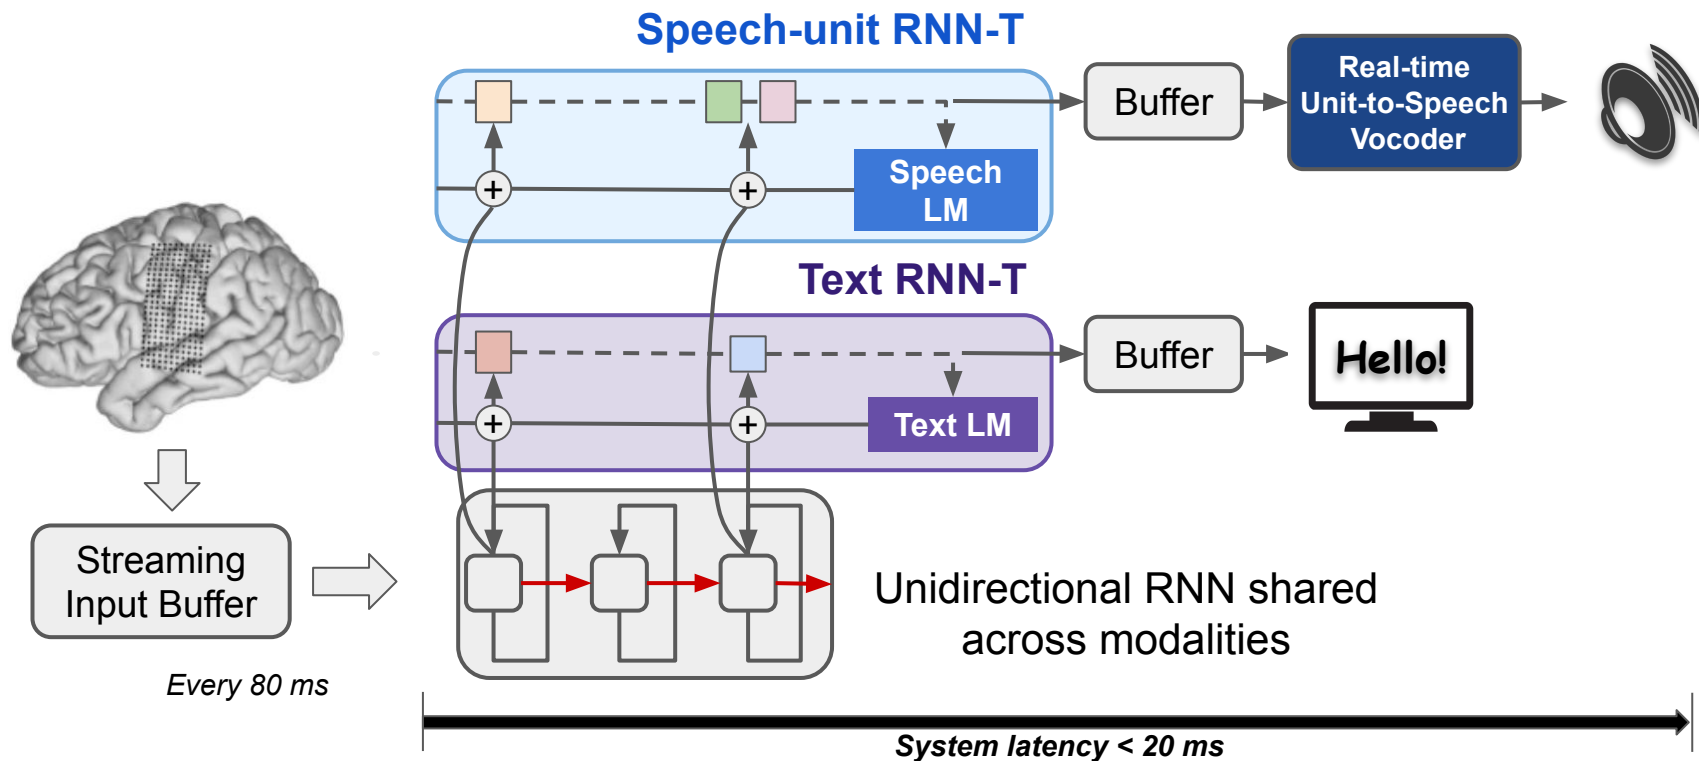 Speech-unit RNN-T
Buffer
Real-time
Unit-to-Speech
Vocoder
+
+
Speech
LM
Text RNN-T
Buffer
Hello!
+
+
Text LM
Streaming
Input Buffer
Unidirectional RNN shared
across modalities
Every 80 ms
System latency < 20 ms